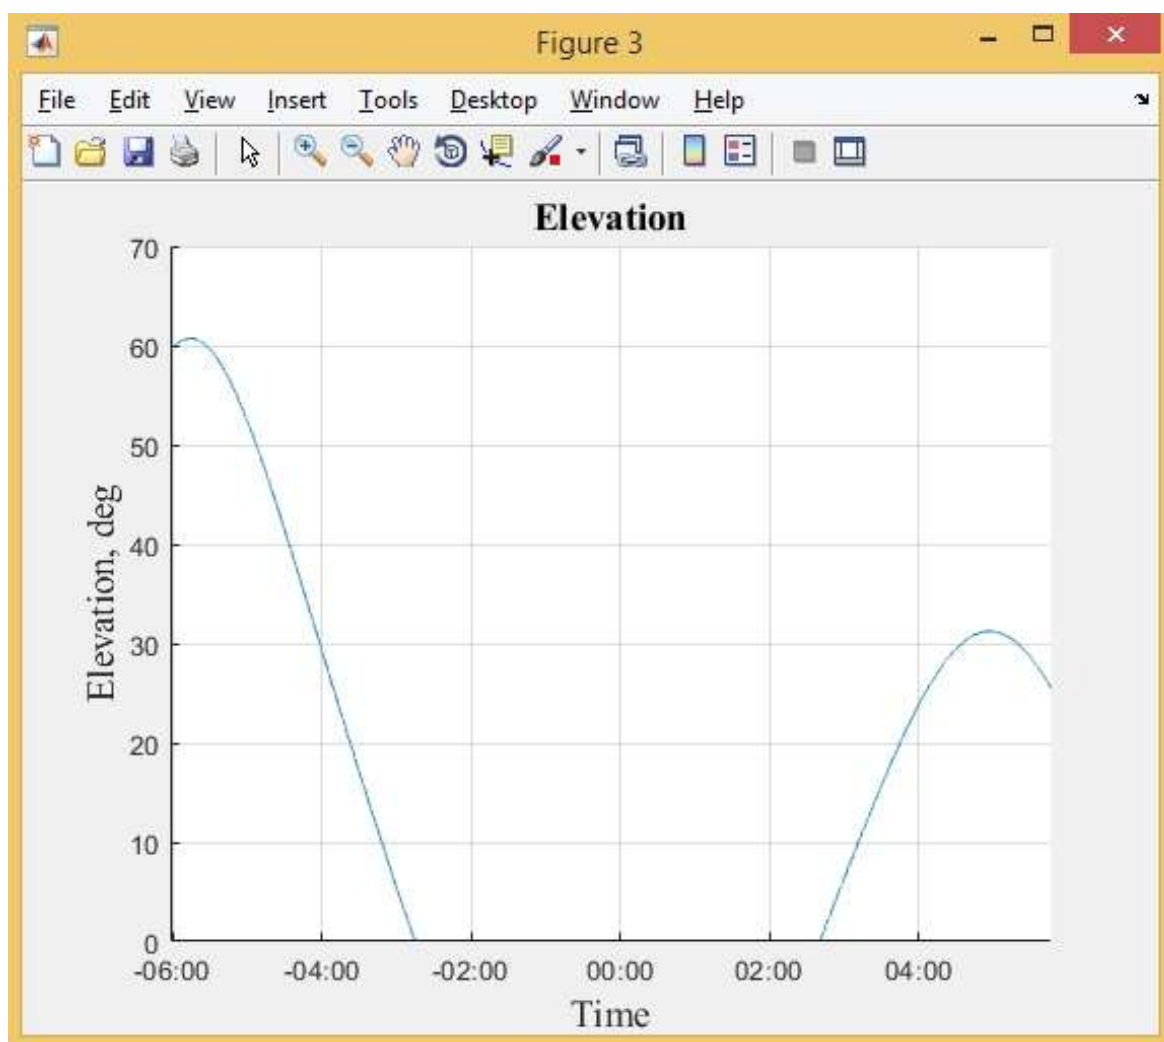 Figure 3
File Edit View Insert Tools Desktop Window Help
Elevation
70
60
50
40
30
20
10
0
Elevation, deg
-06:00 -04:00 -02:00 00:00 02:00 04:00
Time